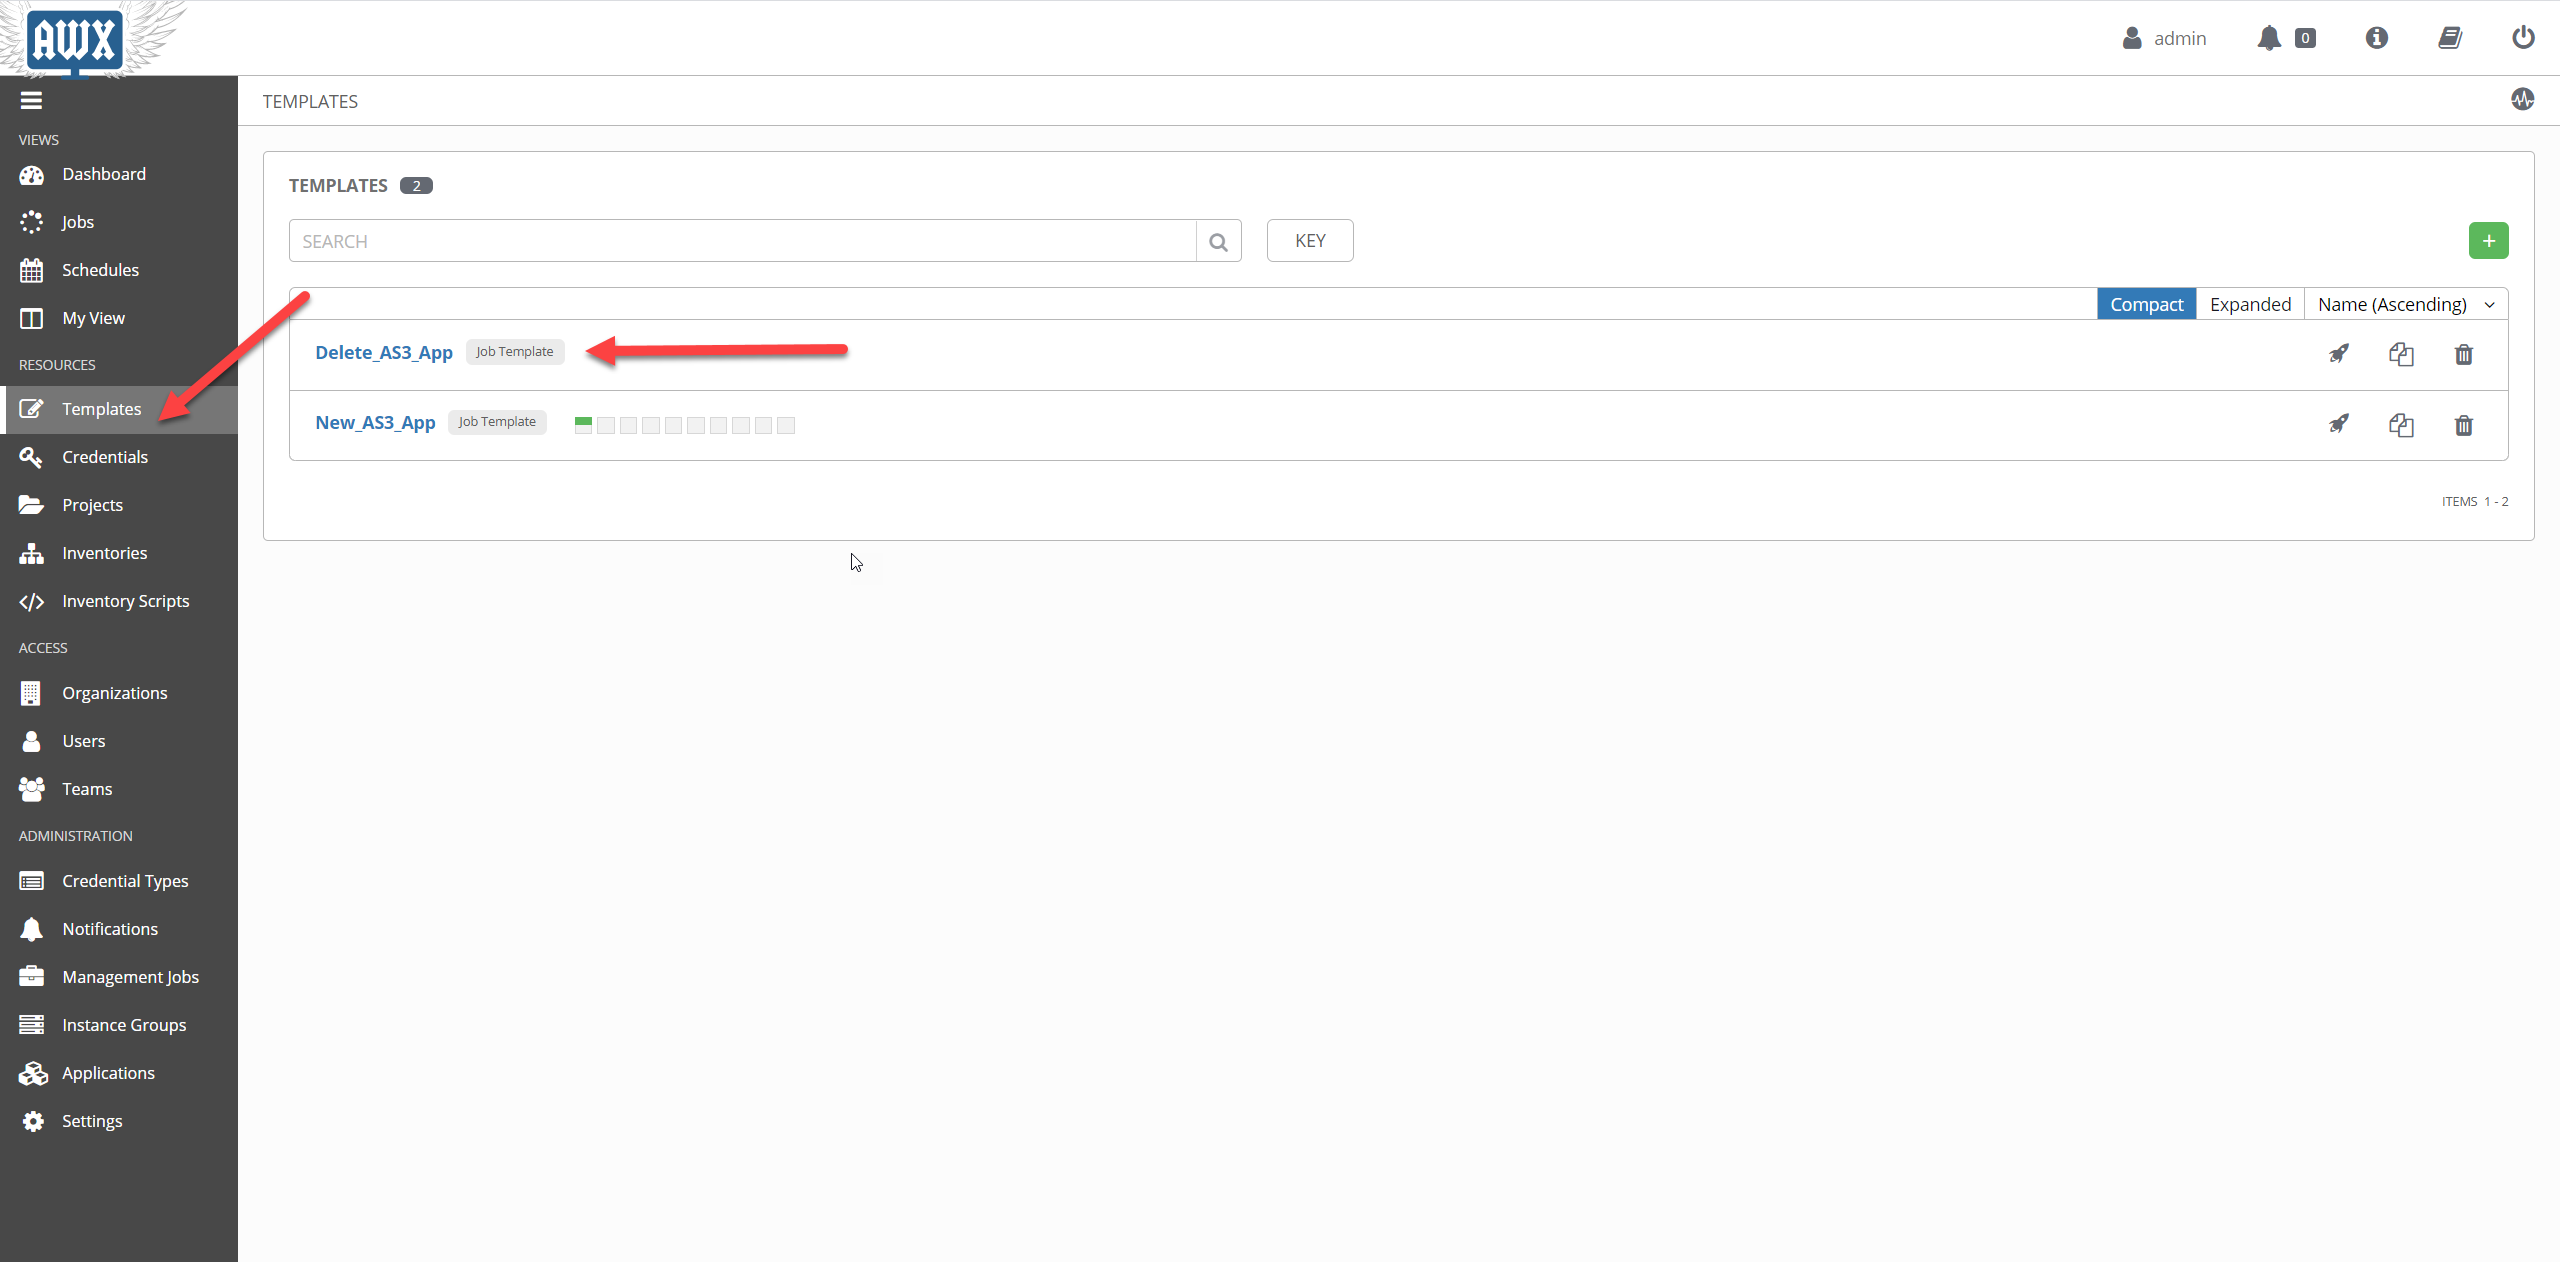 AWX
admin
0
TEMPLATES
VIEWS
Dashboard
Jobs
Schedules
My View
RESOURCES
Templates
Credentials
Projects
Inventories
Inventory Scripts
ACCESS
Organizations
Users
Teams
ADMINISTRATION
Credential Types
Notifications
Management Jobs
Instance Groups
Applications
Settings
TEMPLATES 2
SEARCH
KEY
+
Compact Expanded Name (Ascending)
Delete_AS3_App Job Template
New_AS3_App Job Template
ITEMS 1 - 2